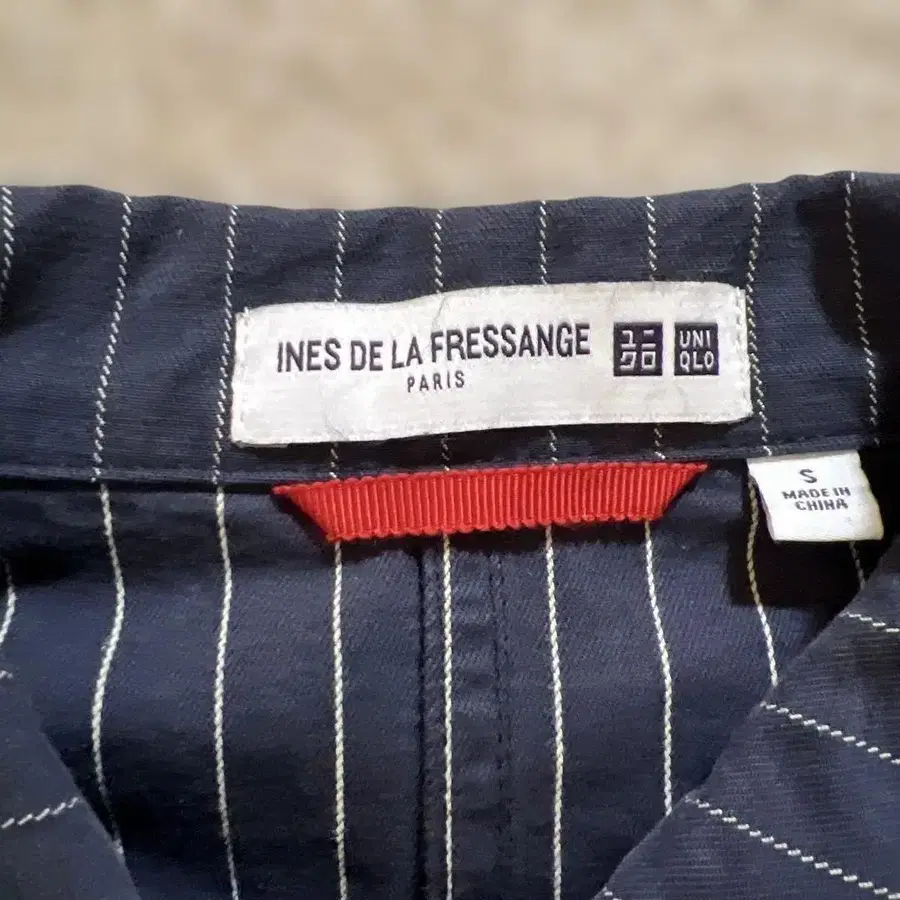 INES DE LA FRESSANGE
PARIS
ユニ
クロ
UNI
QLO
S
MADE IN
CHINA